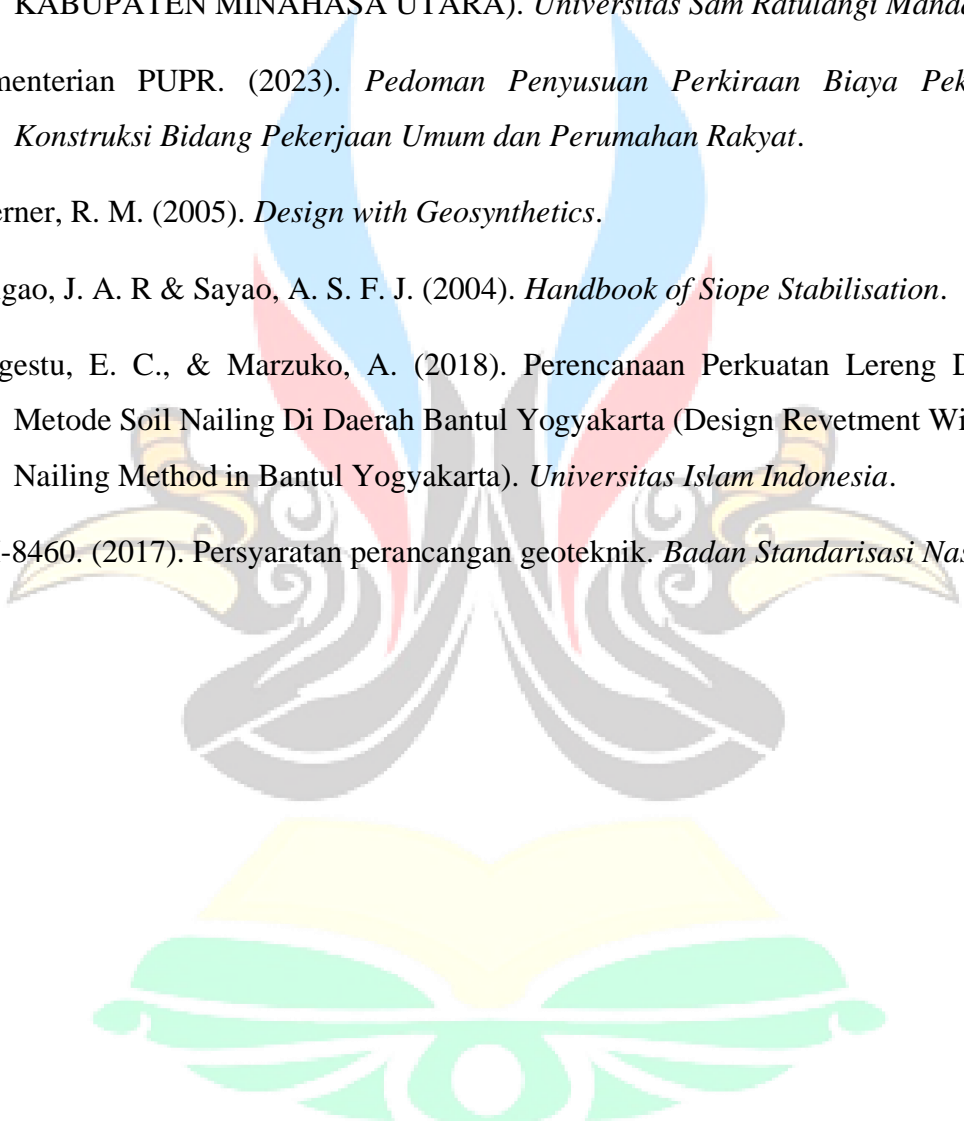 KABUPATEN MINAHASA UTARA). Universitas Sam Ratulangi
menterian PUPR. (2023). Pedoman Penyusuan Perkiraan Biaya Pek
Konstruksi Bidang Pekerjaan Umum dan Perumahan Rakyat.
erner, R. M. (2005). Design with Geosynthetics.
gao, J. A. R & Sayao, A. S. F. J. (2004). Handbook of Siope Stabilisation.
gestu, E. C., & Marzuko, A. (2018). Perencanaan Perkuatan Lereng D
Metode Soil Nailing Di Daerah Bantul Yogyakarta (Design Revetment Wi
Nailing Method in Bantul Yogyakarta). Universitas Islam Indonesia.
-8460. (2017). Persyaratan perancangan geoteknik. Badan Standarisasi Nas